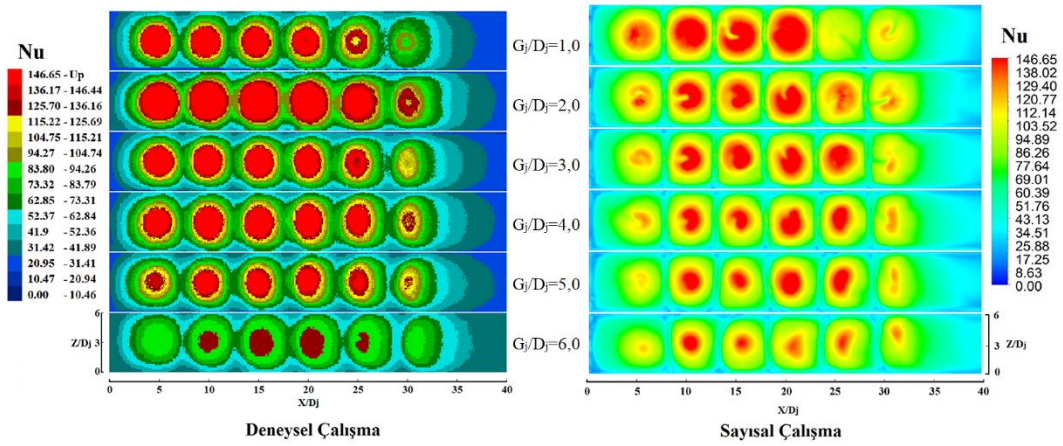 Nu
146.65 - Up
136.17 - 146.44
125.70 - 136.16
115.22 - 125.69
104.75 - 115.21
94.27 - 104.74
83.80 - 94.26
73.32 - 83.79
62.85 - 73.31
52.37 - 62.84
41.9 - 52.36
31.42 - 41.89
20.95 - 31.41
10.47 - 20.94
0.00 - 10.46
6
Z/Dj 3
0
0 5 10 15 20 25 30 35 40
X/Dj
Deneysel Çalışma
Gj/Dj=1,0
Gj/Dj=2,0
Gj/Dj=3,0
Gj/Dj=4,0
Gj/Dj=5,0
Gj/Dj=6,0
Nu
146.65
138.02
129.40
120.77
112.14
103.52
94.89
86.26
77.64
69.01
60.39
51.76
43.13
34.51
25.88
17.25
8.63
0.00
6
3 Z/Dj
0
0 5 10 15 20 25 30 35 40
X/Dj
Sayısal Çalışma